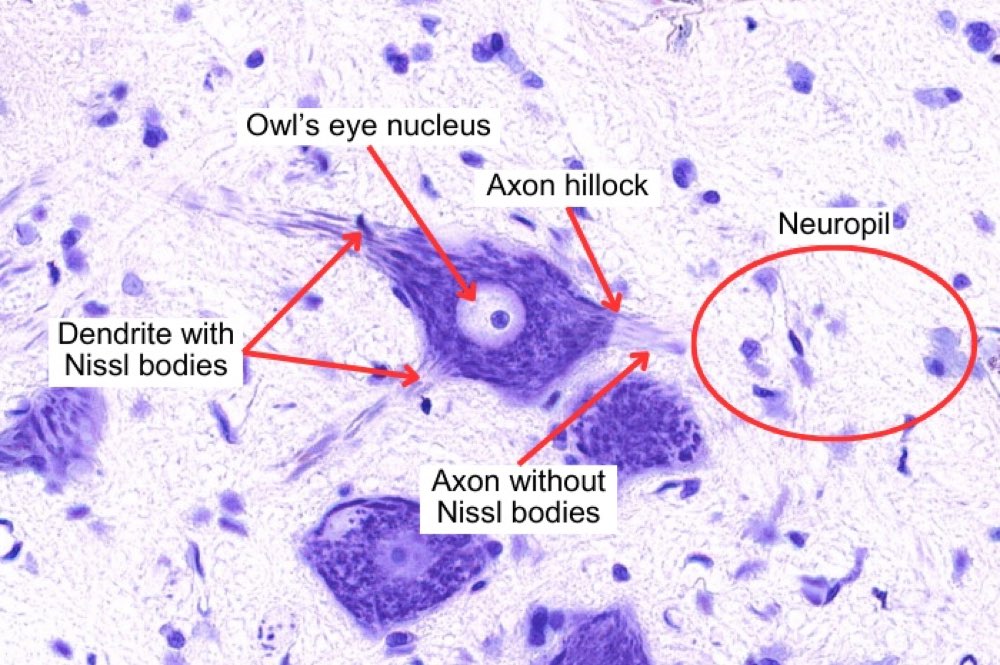 Owl's eye nucleus
Axon hillock
Neuropil
Dendrite with
Nissl bodies
Axon without
Nissl bodies